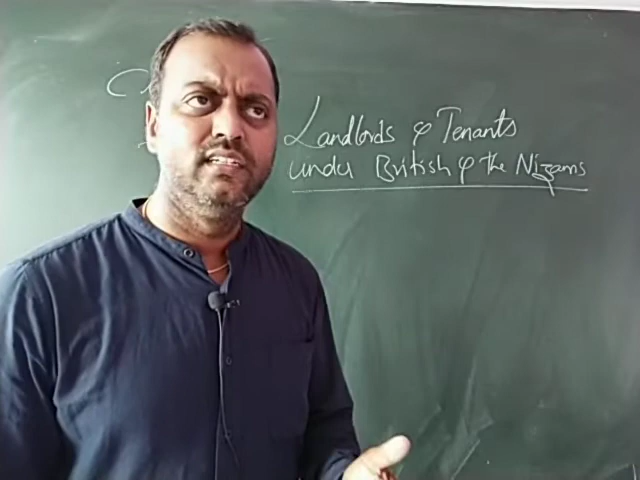 Landlords & Tenants
under British & the Nizams